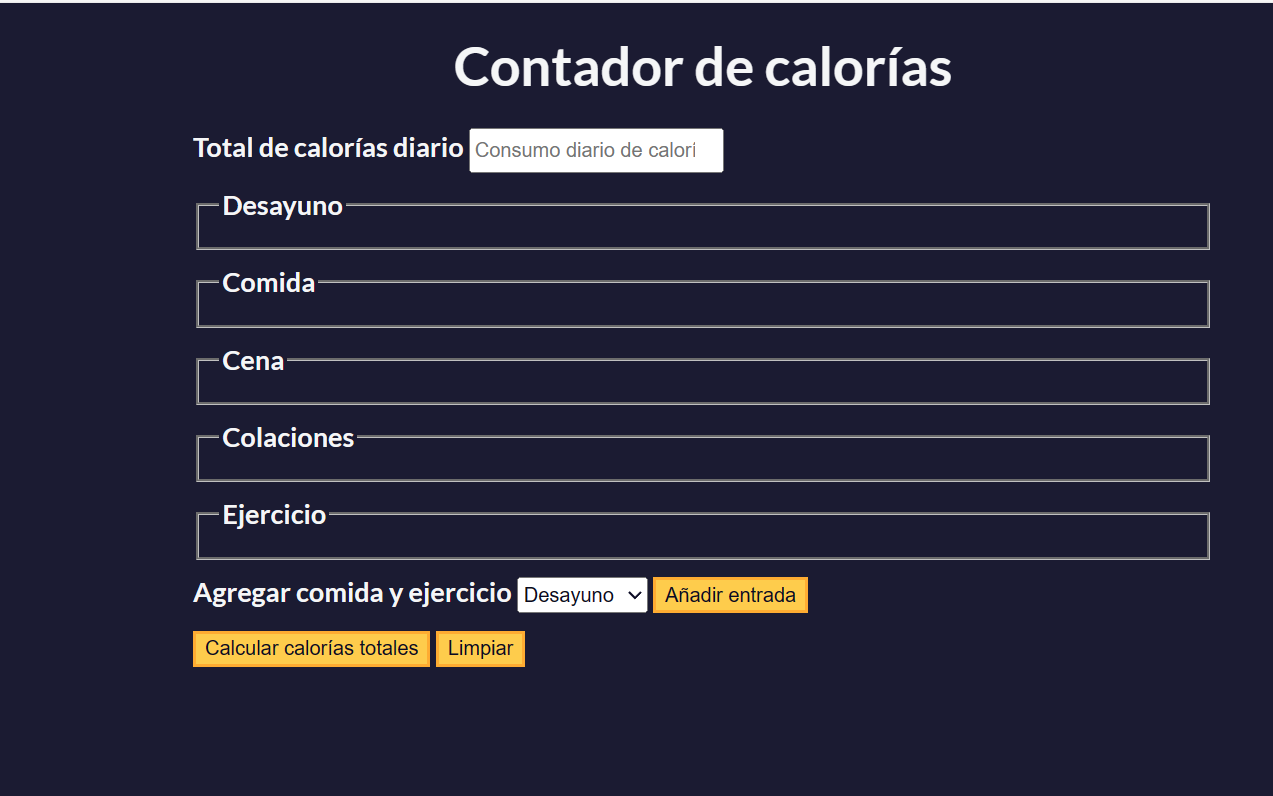 Contador de calorías
Total de calorías diario Consumo diario de calorí
Desayuno
Comida
Cena
Colaciones
Ejercicio
Agregar comida y ejercicio Desayuno Añadir entrada
Calcular calorías totales Limpiar